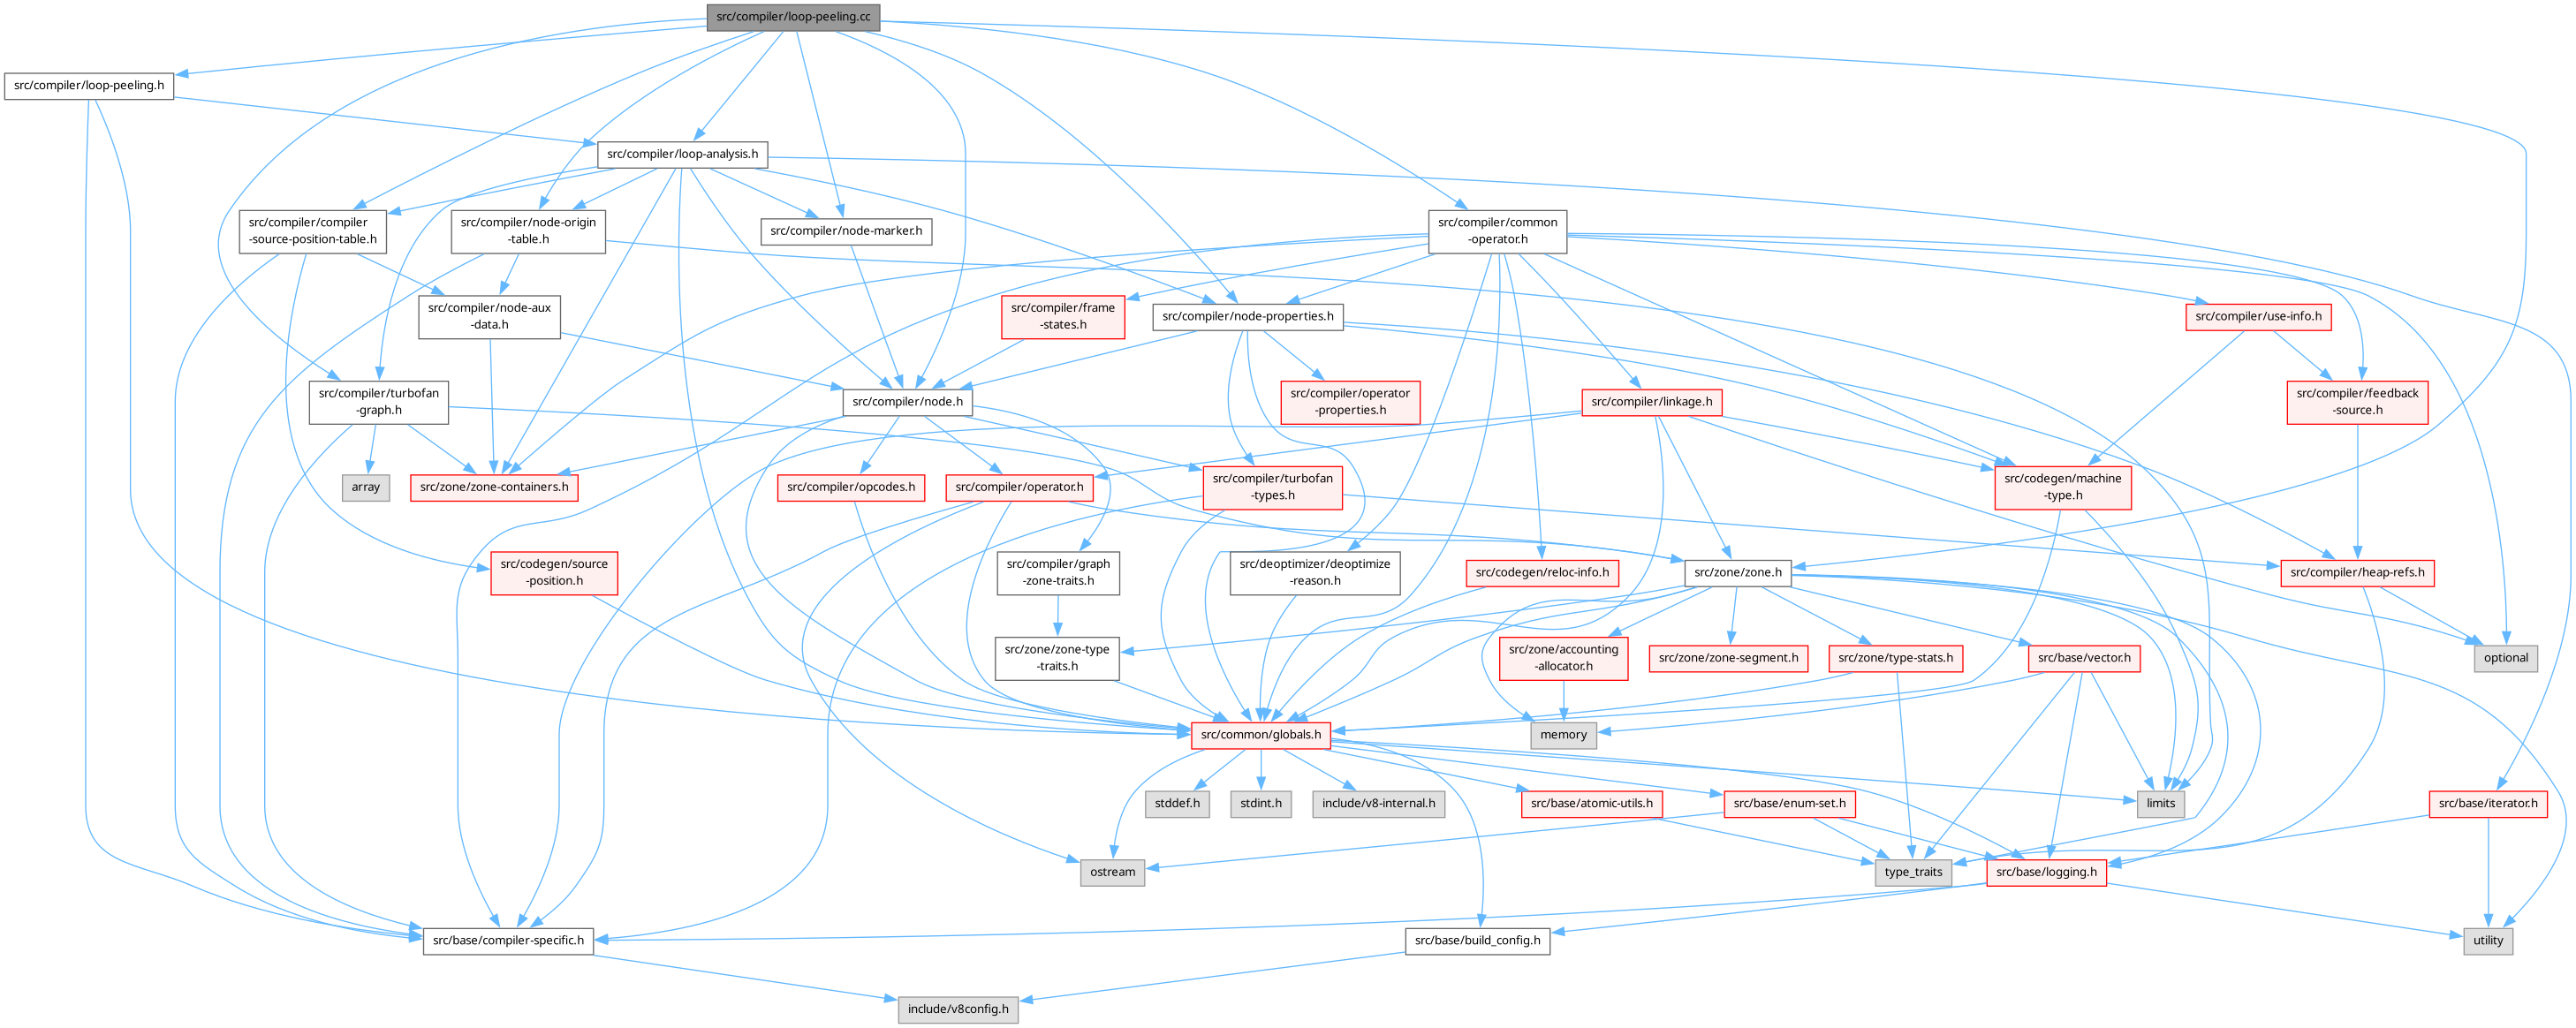 src/compiler/loop-peeling.cc
src/compiler/loop-peeling.h
src/compiler/loop-analysis.h
src/compiler/compiler
-source-position-table.h
src/compiler/node-origin
-table.h
src/compiler/node-marker.h
src/compiler/common
-operator.h
src/compiler/node-aux
-data.h
src/compiler/frame
-states.h
src/compiler/node-properties.h
src/compiler/use-info.h
src/compiler/turbofan
-graph.h
src/compiler/node.h
src/compiler/operator
-properties.h
src/compiler/linkage.h
src/compiler/feedback
-source.h
array
src/zone/zone-containers.h
src/compiler/opcodes.h
src/compiler/operator.h
src/compiler/turbofan
-types.h
src/codegen/machine
-type.h
src/codegen/source
-position.h
src/compiler/graph
-zone-traits.h
src/deoptimizer/deoptimize
-reason.h
src/codegen/reloc-info.h
src/zone/zone.h
src/compiler/heap-refs.h
src/zone/zone-type
-traits.h
src/zone/accounting
-allocator.h
src/zone/zone-segment.h
src/zone/type-stats.h
src/base/vector.h
optional
src/common/globals.h
memory
stddef.h
stdint.h
include/v8-internal.h
src/base/atomic-utils.h
src/base/enum-set.h
limits
src/base/iterator.h
ostream
type_traits
src/base/logging.h
src/base/compiler-specific.h
src/base/build_config.h
utility
include/v8config.h